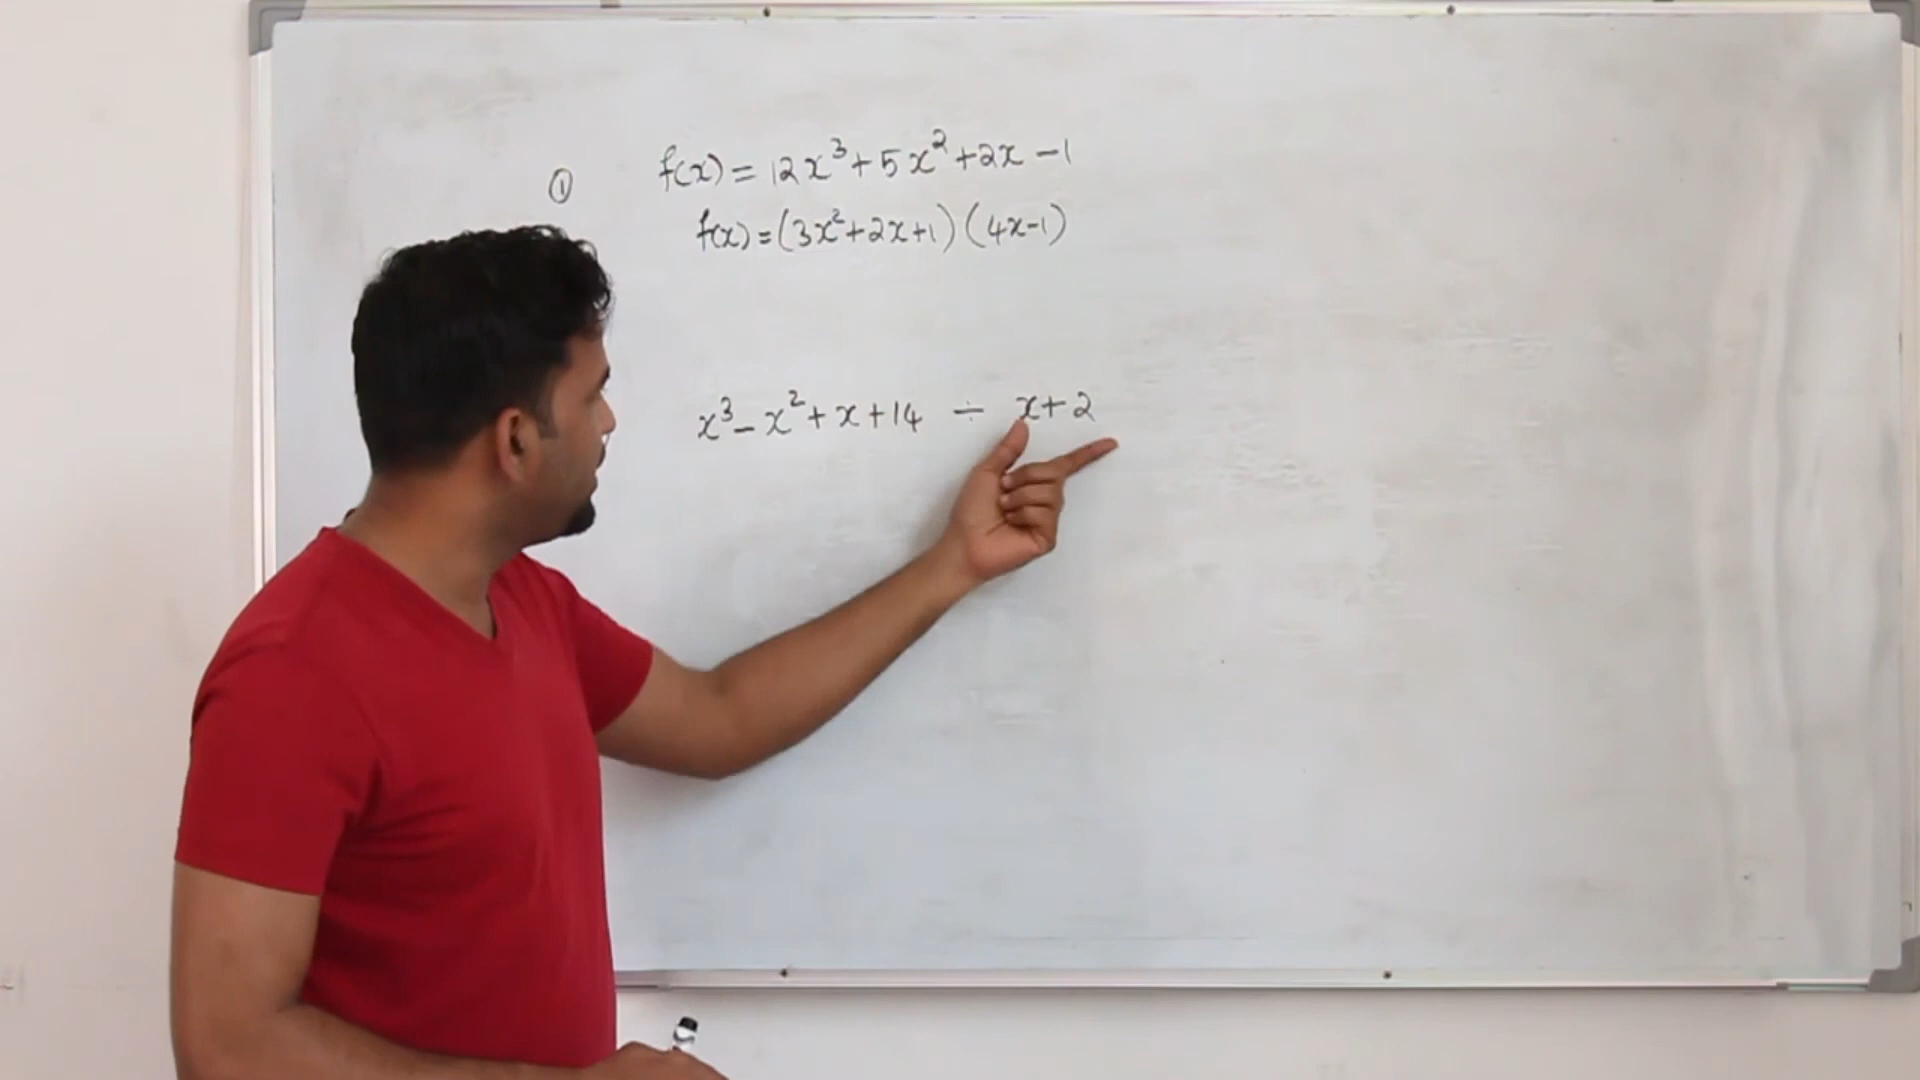 ① f(x) = 12x³ + 5x² + 2x − 1
f(x) = (3x² + 2x + 1) (4x − 1)
x³ − x² + x + 14 ÷ x + 2